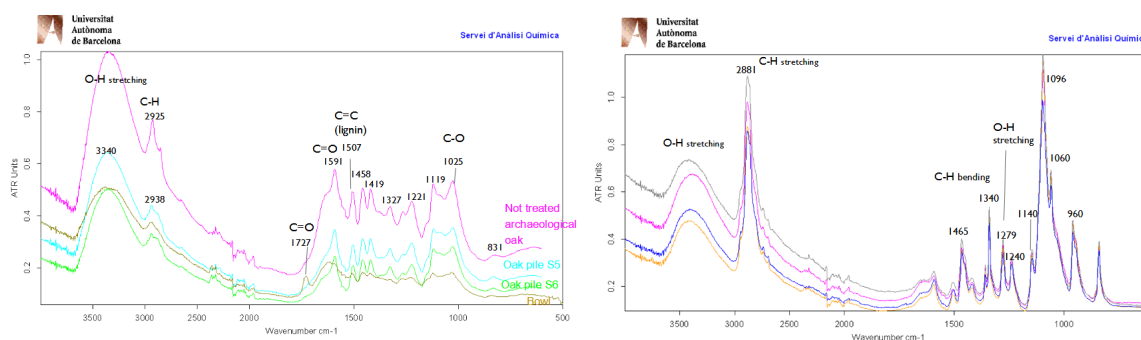 Universitat
Autònoma
de Barcelona
Servei d'Anàlisi Química
O-H stretching
C-H
2925
3340
2938
C=C
(lignin)
1507
C=O
1591
1458
1419
1327
1221
1119
C-O
1025
C=O
1727
831
Not treated
archaeological
oak
Oak pile S5
Oak pile S6
Bowl
ATR Units
0.2
0.4
0.6
0.8
1.0
3500
3000
2500
2000
1500
1000
500
Wavenumber cm-1
Universitat
Autònoma
de Barcelona
Servei d'Anàlisi Químic
C-H stretching
2881
O-H stretching
1096
O-H
stretching
1060
C-H bending
1340
1465
1279
1140
1240
960
ATR Units
0.2
0.4
0.6
0.8
1.0
3500
3000
2500
2000
1500
1000
Wavenumber cm-1